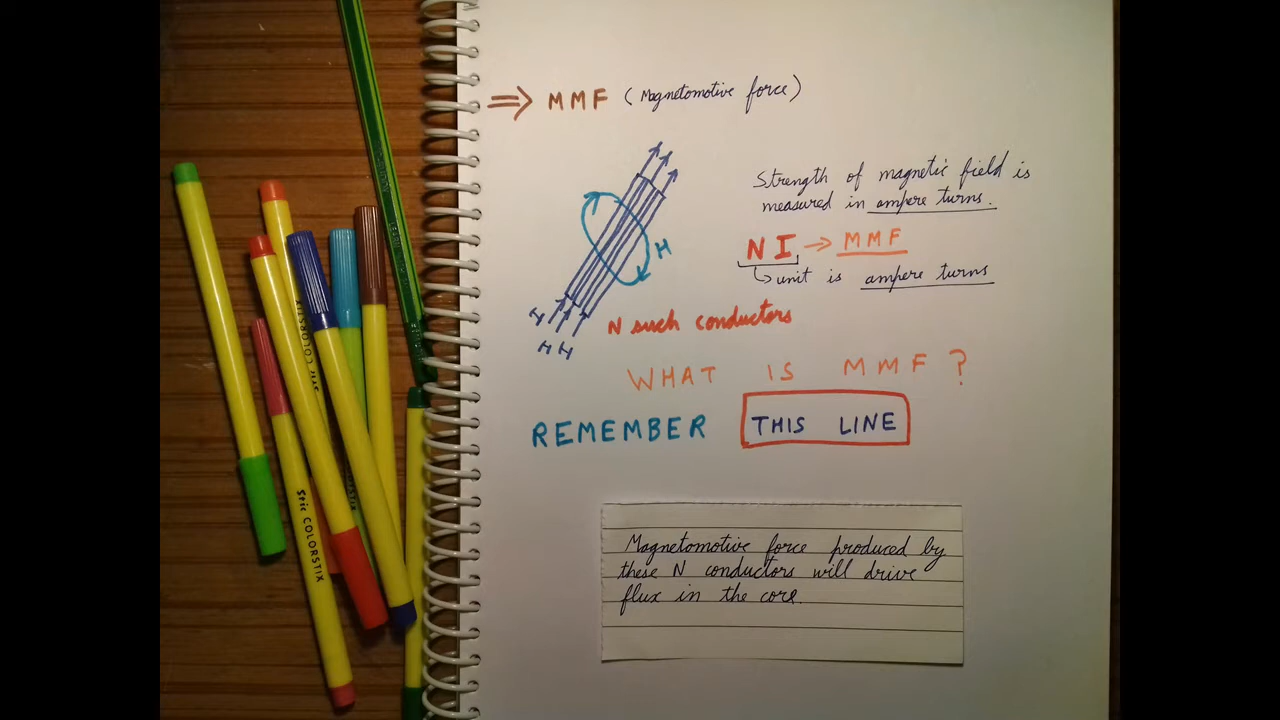 ⇒ MMF (Magnetomotive force)
Strength of magnetic field is
measured in ampere turns.
N I → MMF
↳ unit is ampere turns
H
I
I I
N such conductors
WHAT IS MMF ?
REMEMBER THIS LINE
Magnetomotive force produced by
these N conductors will drive
flux in the core.
Stic COLORSTIX
Stic COLORSTIX